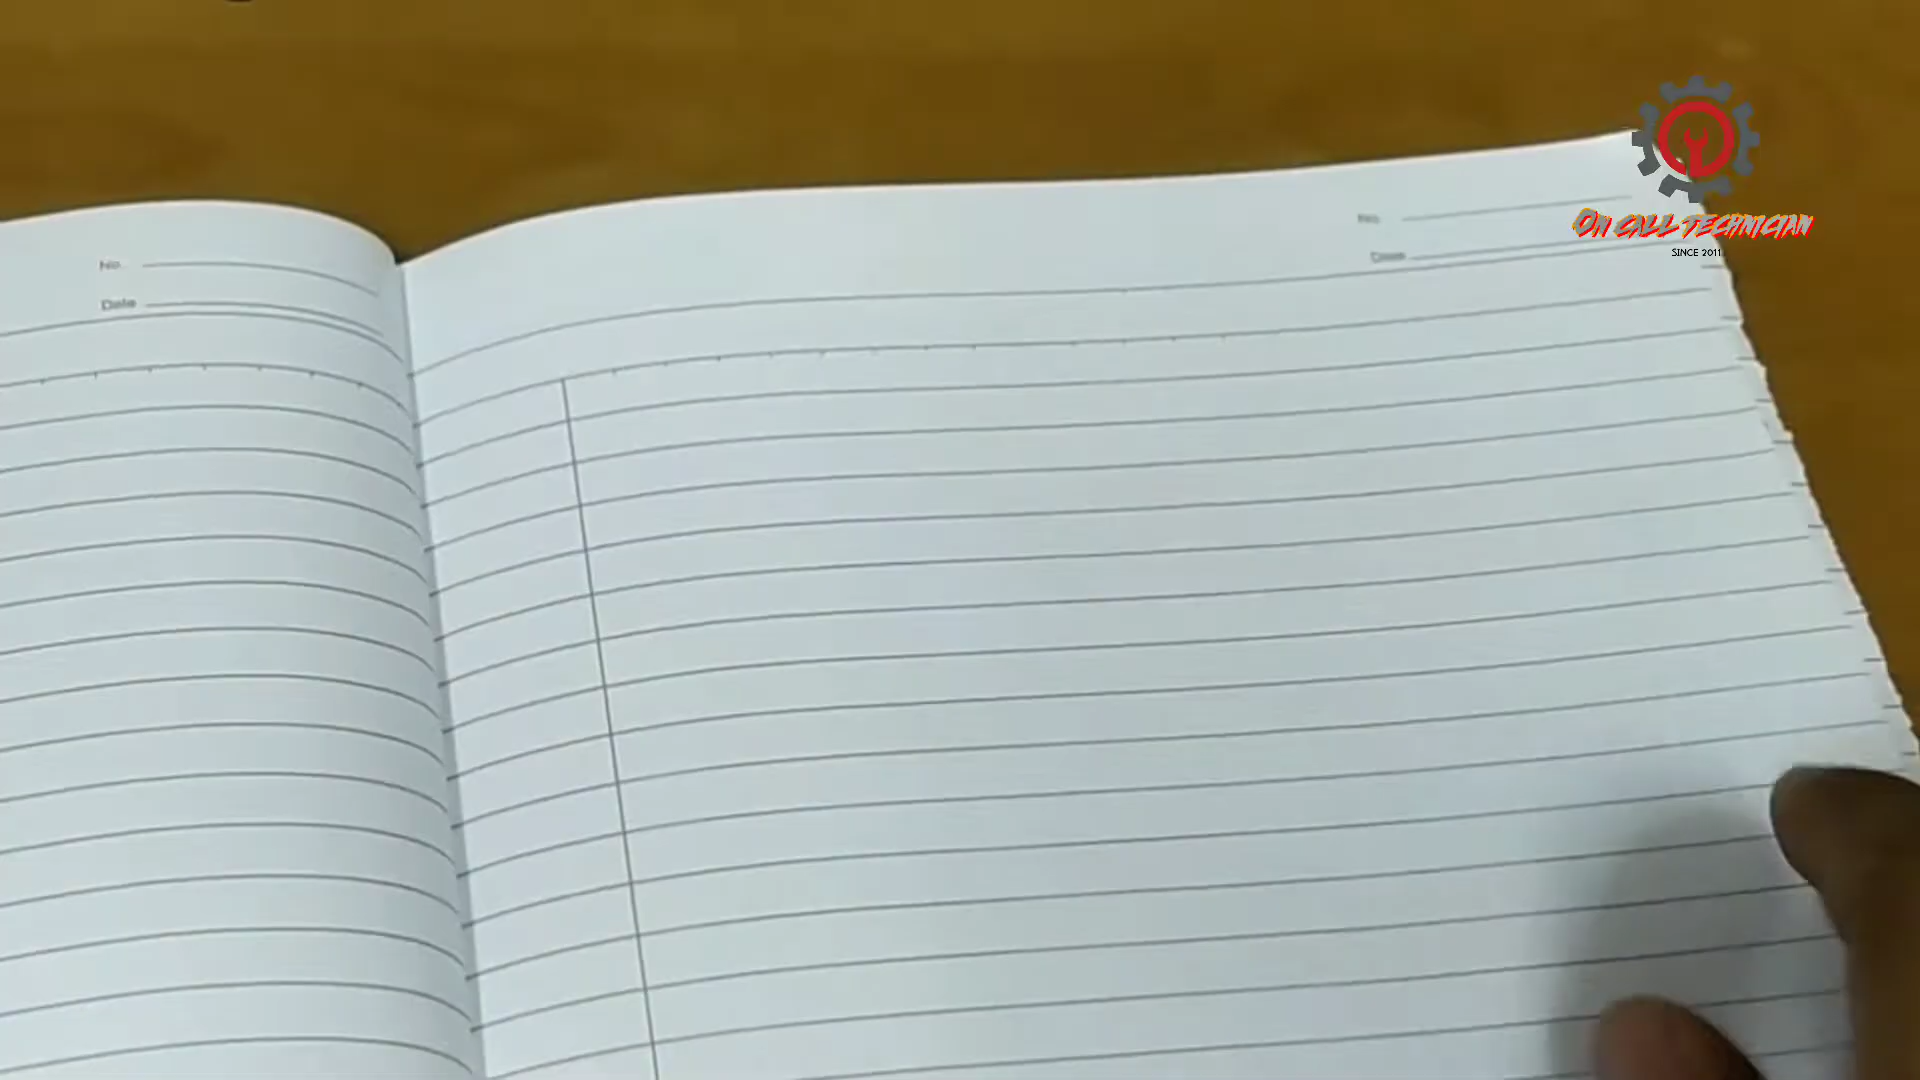 No.
Date
No.
Date
ON CALL TECHNICIAN
SINCE 2011